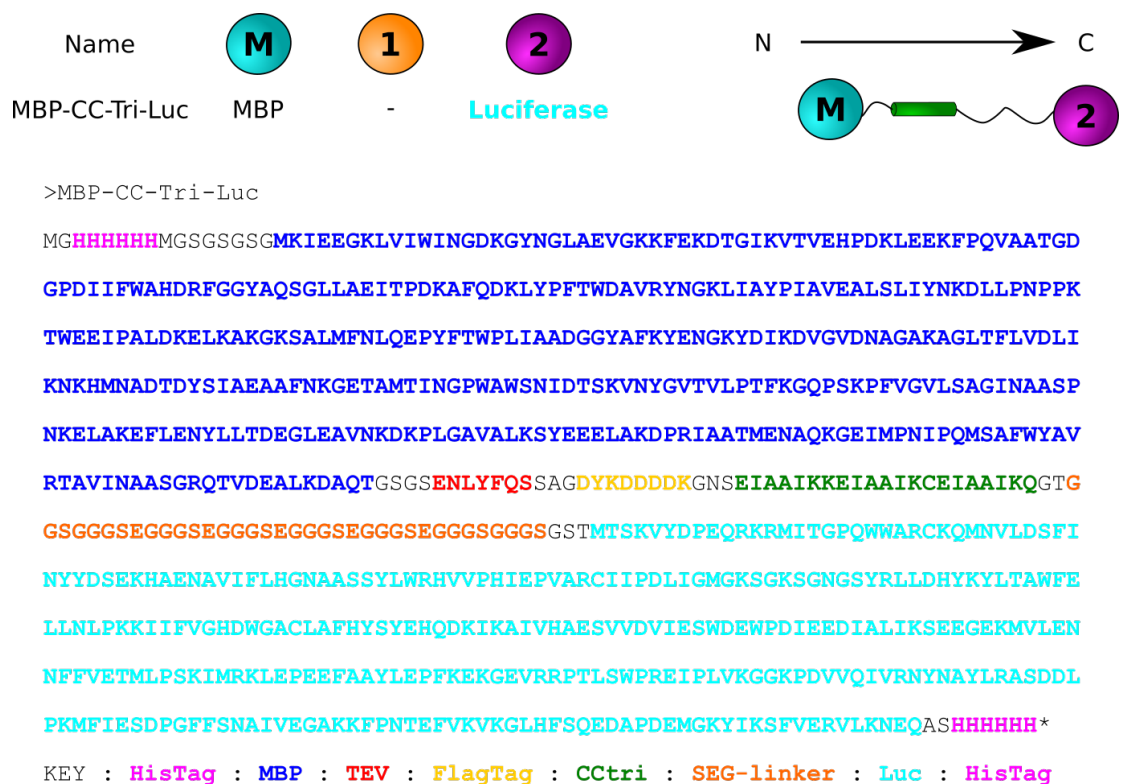 Name M 1 2 N C
MBP-CC-Tri-Luc MBP - Luciferase M 2
>MBP-CC-Tri-Luc
MGHHHHHHMGSGSGSGMKIEEGKLVIWINGDKGYNGLAEVGKKFEKDTGIKVTVEHPDKLEEKFPQVAATGD
GPDIIFWAHDRFGGYAQSGLLAEITPDKAFQDKLYPFTWDAVRYNGKLIAYPIAVEALSLIYNKDLLPNPPK
TWEEIPALDKELKAKGKSALMFNLQEPYFTWPLIAADGGYAFKYENGKYDIKDVGVDNAGAKAGLTFLVDLI
KNKHMNADTDYSIAEAAFNKGETAMTINGPWAWSNIDTSKVNYGVTVLPTFKGQPSKPFVGVLSAGINAASP
NKELAKEFLENYLLTDEGLEAVNKDKPLGAVALKSYEEELAKDPRIAATMENAQKGEIMPNIPQMSAFWYAV
RTAVINAASGRQTVDEALKDAQTGSGSENLYFQSSAGDYKDDDDKGNSEIAAIKKEIAAIKCEIAAIKQGTG
GSGGGSEGGGSEGGGSEGGGSEGGGSGGGSGSTMTSKVYDPEQRKRMITGPQWWARCKQMNVLDSFI
NYYDSEKHAENAVIFLHGNAASSYLWRHVVPHIEPVARCIIPDLIGMGKSGKSGNGSYRLLDHYKYLTAWFE
LLNLPKKIIFVGHDWGACLAFHYSYEHQDKIKAIVHAESVVDVIESWDEWPDIEEDIALIKSEEGEKMVLEN
NFFVETMLPSKIMRKLEPEEFAAYLEPFKEKGEVRRPTLSWPREIPLVKGGKPDVVQIVRNYNAYLRASDDL
PKMFIESDPGFFSNAIVEGAKKFPNTEFVKVKGLHFSQEDAPDEMGKYIKSFVERVLKNEQASHHHHHH*
KEY : HisTag : MBP : TEV : FlagTag : CCtri : SEG-linker : Luc : HisTag